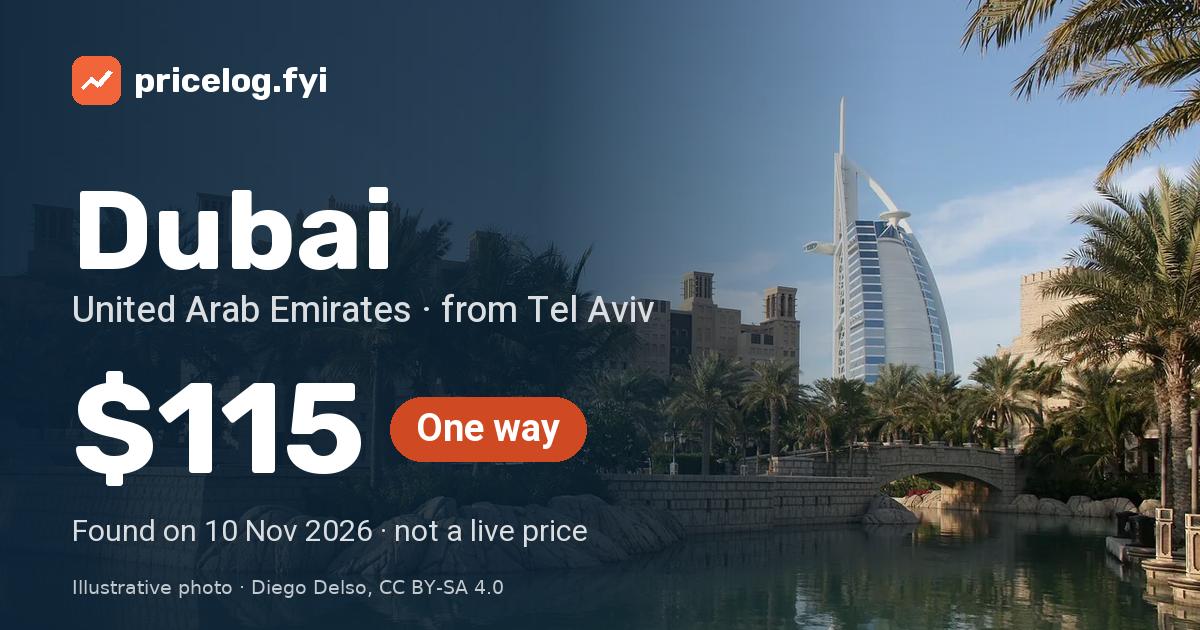 pricelog.fyi
Dubai
United Arab Emirates · from Tel Aviv
$115 One way
Found on 10 Nov 2026 · not a live price
Illustrative photo · Diego Delso, CC BY-SA 4.0